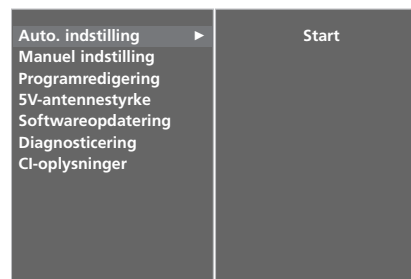 Auto. indstilling ►
Start
Manuel indstilling
Programredigering
5V-antennestyrke
Softwareopdatering
Diagnosticering
CI-oplysninger